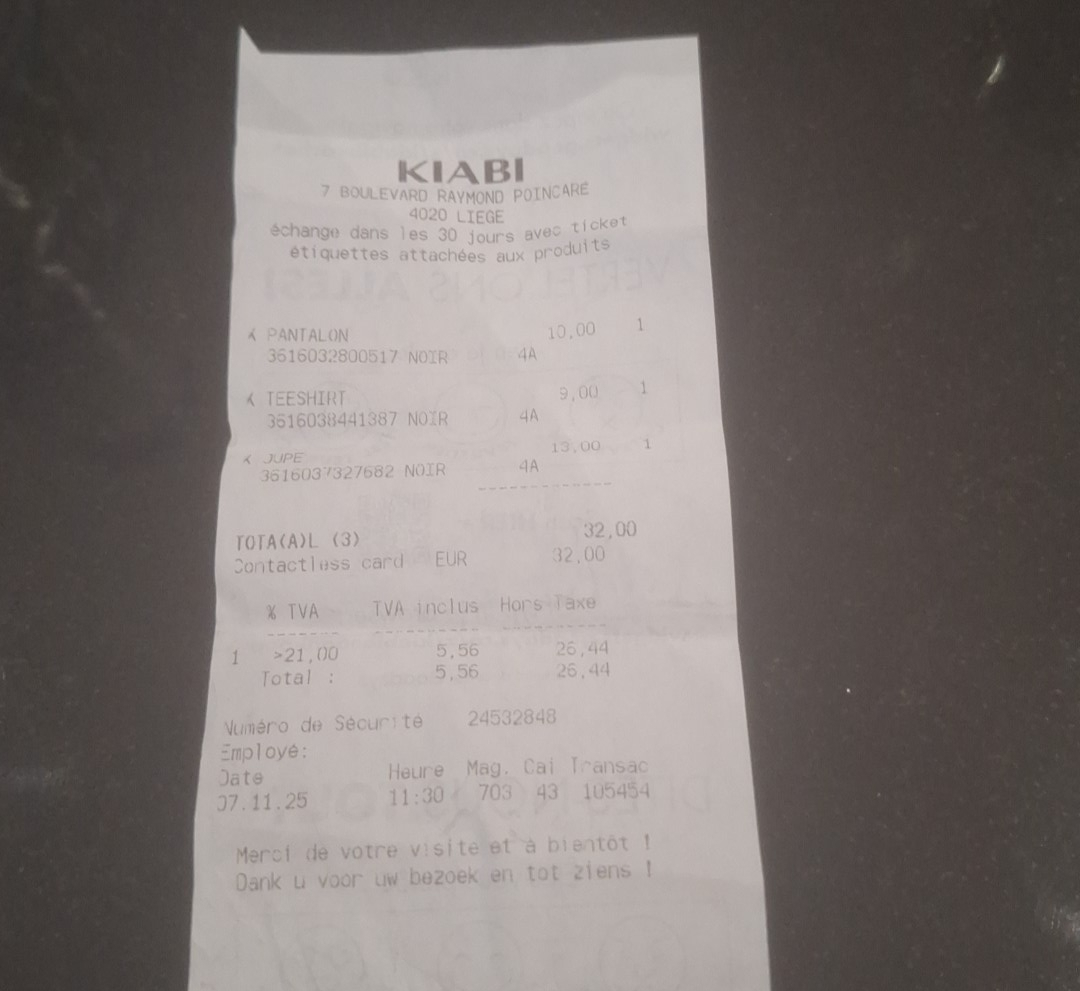 KIABI
7 BOULEVARD RAYMOND POINCARÉ
4020 LIEGE
échange dans les 30 jours avec ticket
étiquettes attachées aux produits
PANTALON 10,00 1
3616032800517 NOIR 4A
TEESHIRT 9,00 1
3616038441387 NOIR 4A
JUPE 13,00 1
3616037327682 NOIR 4A
TOTA(A)L (3) 32,00
Contactless card EUR 32,00
% TVA TVA inclus Hors Taxe
1 >21,00 5,56 26,44
Total : 5,56 26,44
Numéro de Sécurité 24532848
Employé:
Date Heure Mag. Cai Transac
07.11.25 11:30 703 43 105454
Merci de votre visite et à bientôt !
Dank u voor uw bezoek en tot ziens !